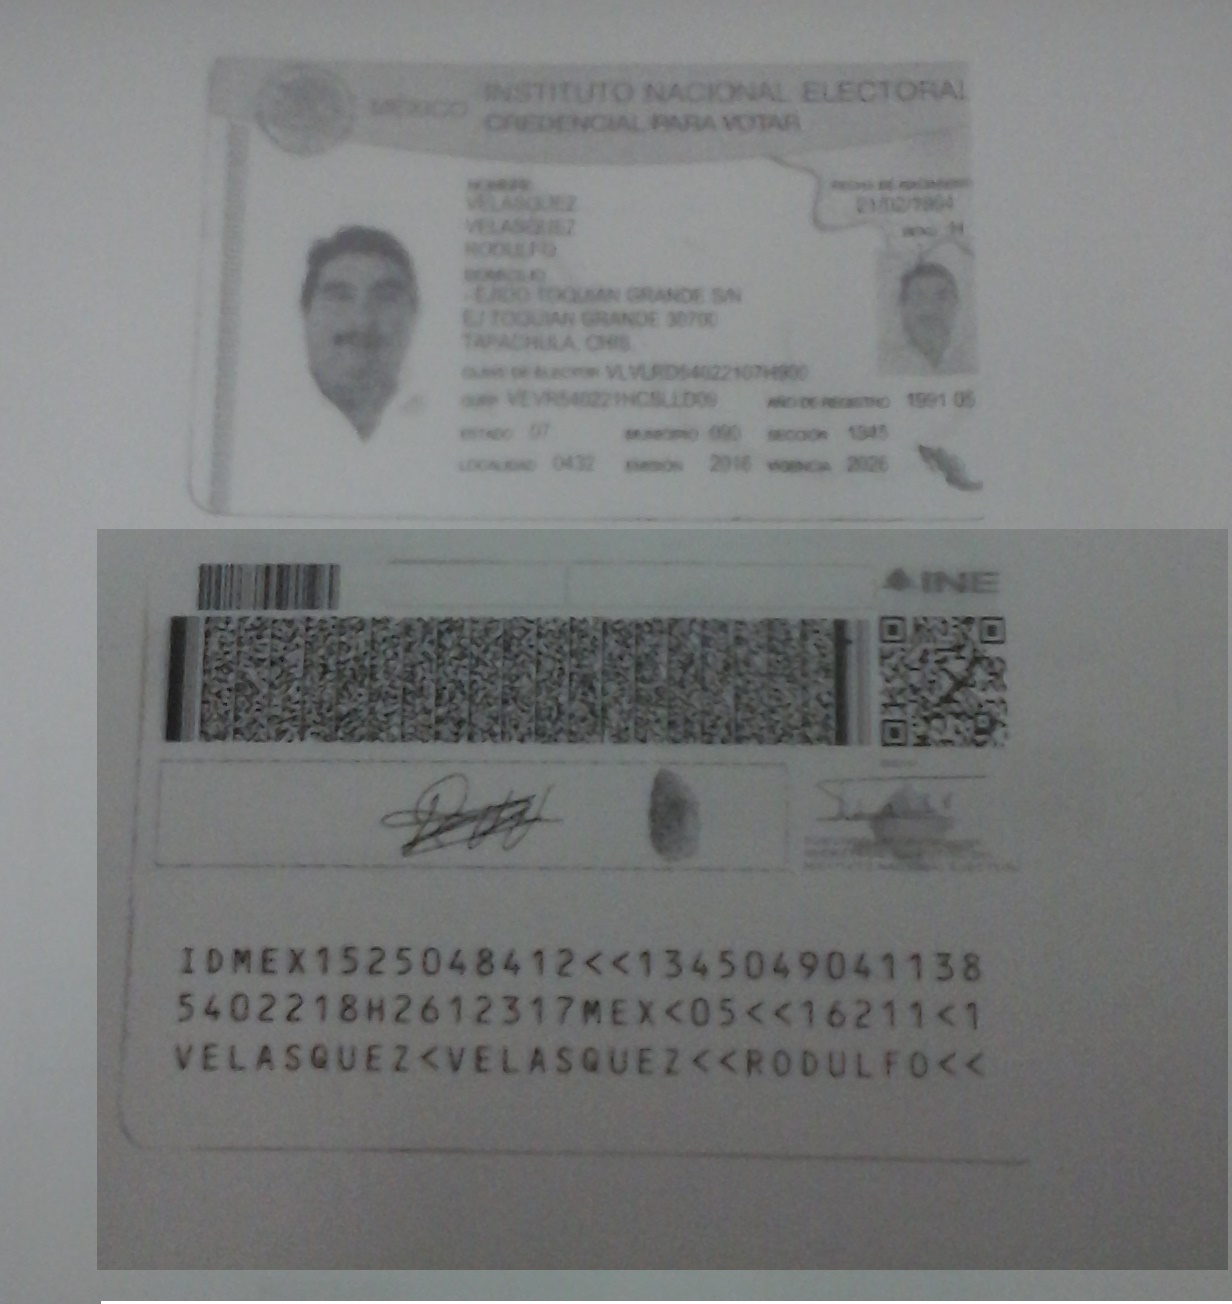 MÉXICO INSTITUTO NACIONAL ELECTORAL
CREDENCIAL PARA VOTAR
NOMBRE
VELASQUEZ
VELASQUEZ
RODULFO
FECHA DE NACIMIENTO
21/02/1954
SEXO H
DOMICILIO
EJIDO TOQUIAN GRANDE S/N
EJ TOQUIAN GRANDE 30700
TAPACHULA, CHIS.
CLAVE DE ELECTOR VLVLRD54022107H900
CURP VEVR540221HCSLLD09 AÑO DE REGISTRO 1991 05
ESTADO 07 MUNICIPIO 090 SECCIÓN 1345
LOCALIDAD 0432 EMISIÓN 2016 VIGENCIA 2026
INE
IDMEX1525048412<<1345049041138
5402218H2612317MEX<05<<16211<1
VELASQUEZ<VELASQUEZ<<RODULFO<<